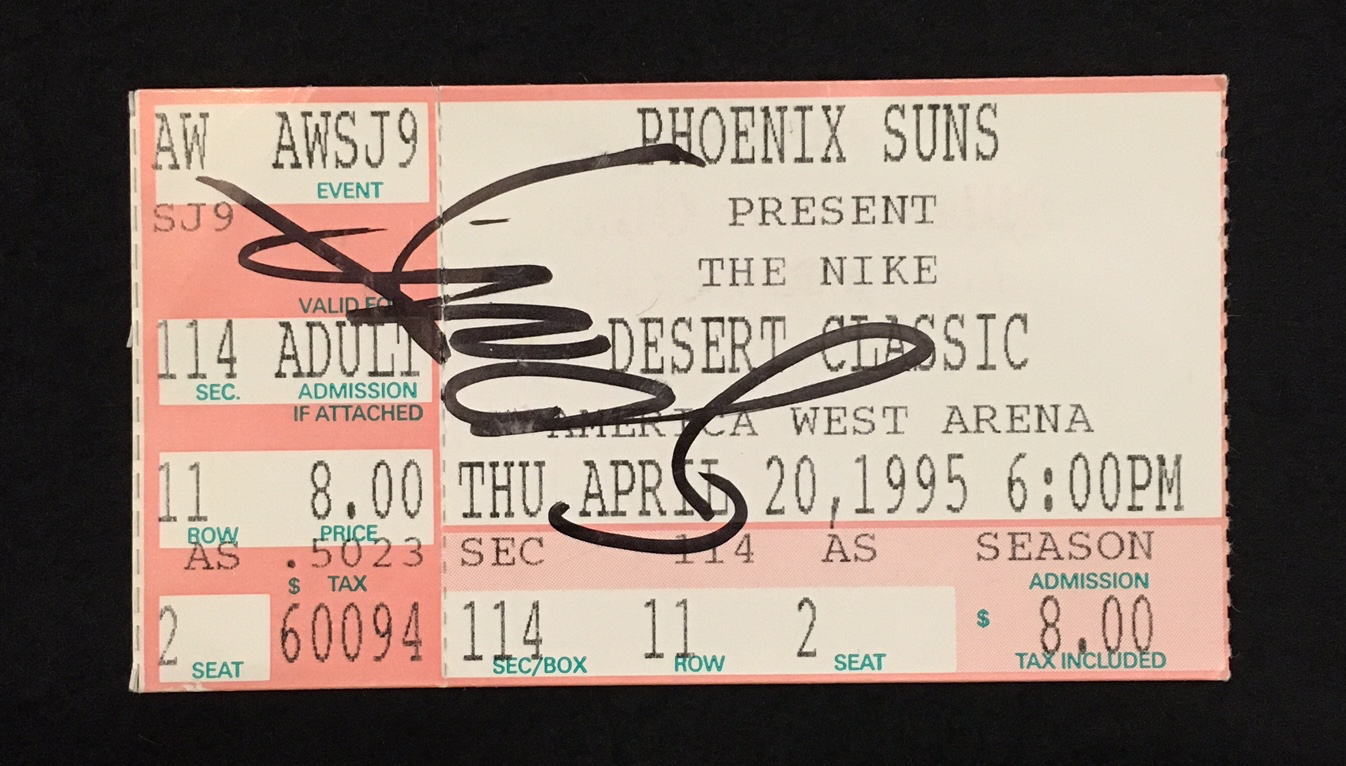 AW AWSJ9
EVENT
SJ9
VALID FOR
114 ADULT
SEC. ADMISSION
IF ATTACHED
11 8.00
ROW PRICE
AS .5023
$ TAX
2 60094
SEAT
PHOENIX SUNS
PRESENT
THE NIKE
DESERT CLASSIC
AMERICA WEST ARENA
THU APRIL 20,1995 6:00PM
SEC 114 AS SEASON
ADMISSION
114 11 2 $ 8.00
SEC/BOX ROW SEAT TAX INCLUDED